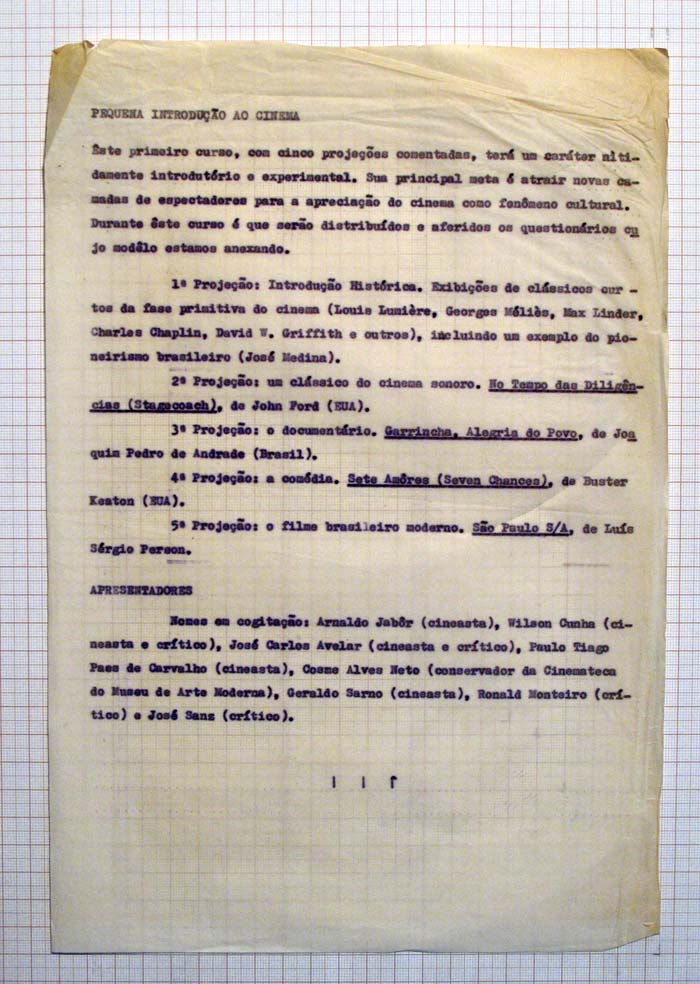 PEQUENA INTRODUÇÃO AO CINEMA
Êste primeiro curso, com cinco projeções comentadas, terá um caráter niti-
damente introdutório e experimental. Sua principal meta é atrair novas ca-
madas de espectadores para a apreciação do cinema como fenômeno cultural.
Durante êste curso é que serão distribuídos e aferidos os questionários cu
jo modêlo estamos anexando.
1ª Projeção: Introdução Histórica. Exibições de clássicos cur -
tos da fase primitiva do cinema (Louis Lumière, Georges Méliès, Max Linder,
Charles Chaplin, David W. Griffith e outros), incluindo um exemplo do pio-
neirismo brasileiro (José Medina).
2ª Projeção: um clássico do cinema sonoro. No Tempo das Diligên-
cias (Stagecoach), de John Ford (EUA).
3ª Projeção: o documentário. Garrincha, Alegria do Povo, de Joa
quim Pedro de Andrade (Brasil).
4ª Projeção: a comédia. Sete Amôres (Seven Chances), de Buster
Keaton (EUA).
5ª Projeção: o filme brasileiro moderno. São Paulo S/A, de Luís
Sérgio Person.
APRESENTADORES
Nomes em cogitação: Arnaldo Jabôr (cineasta), Wilson Cunha (ci-
neasta e crítico), José Carlos Avelar (cineasta e crítico), Paulo Tiago
Paes de Carvalho (cineasta), Cosme Alves Neto (conservador da Cinemateca
do Museu de Arte Moderna), Geraldo Sarno (cineasta), Ronald Monteiro (crí-
tico) e José Sanz (crítico).